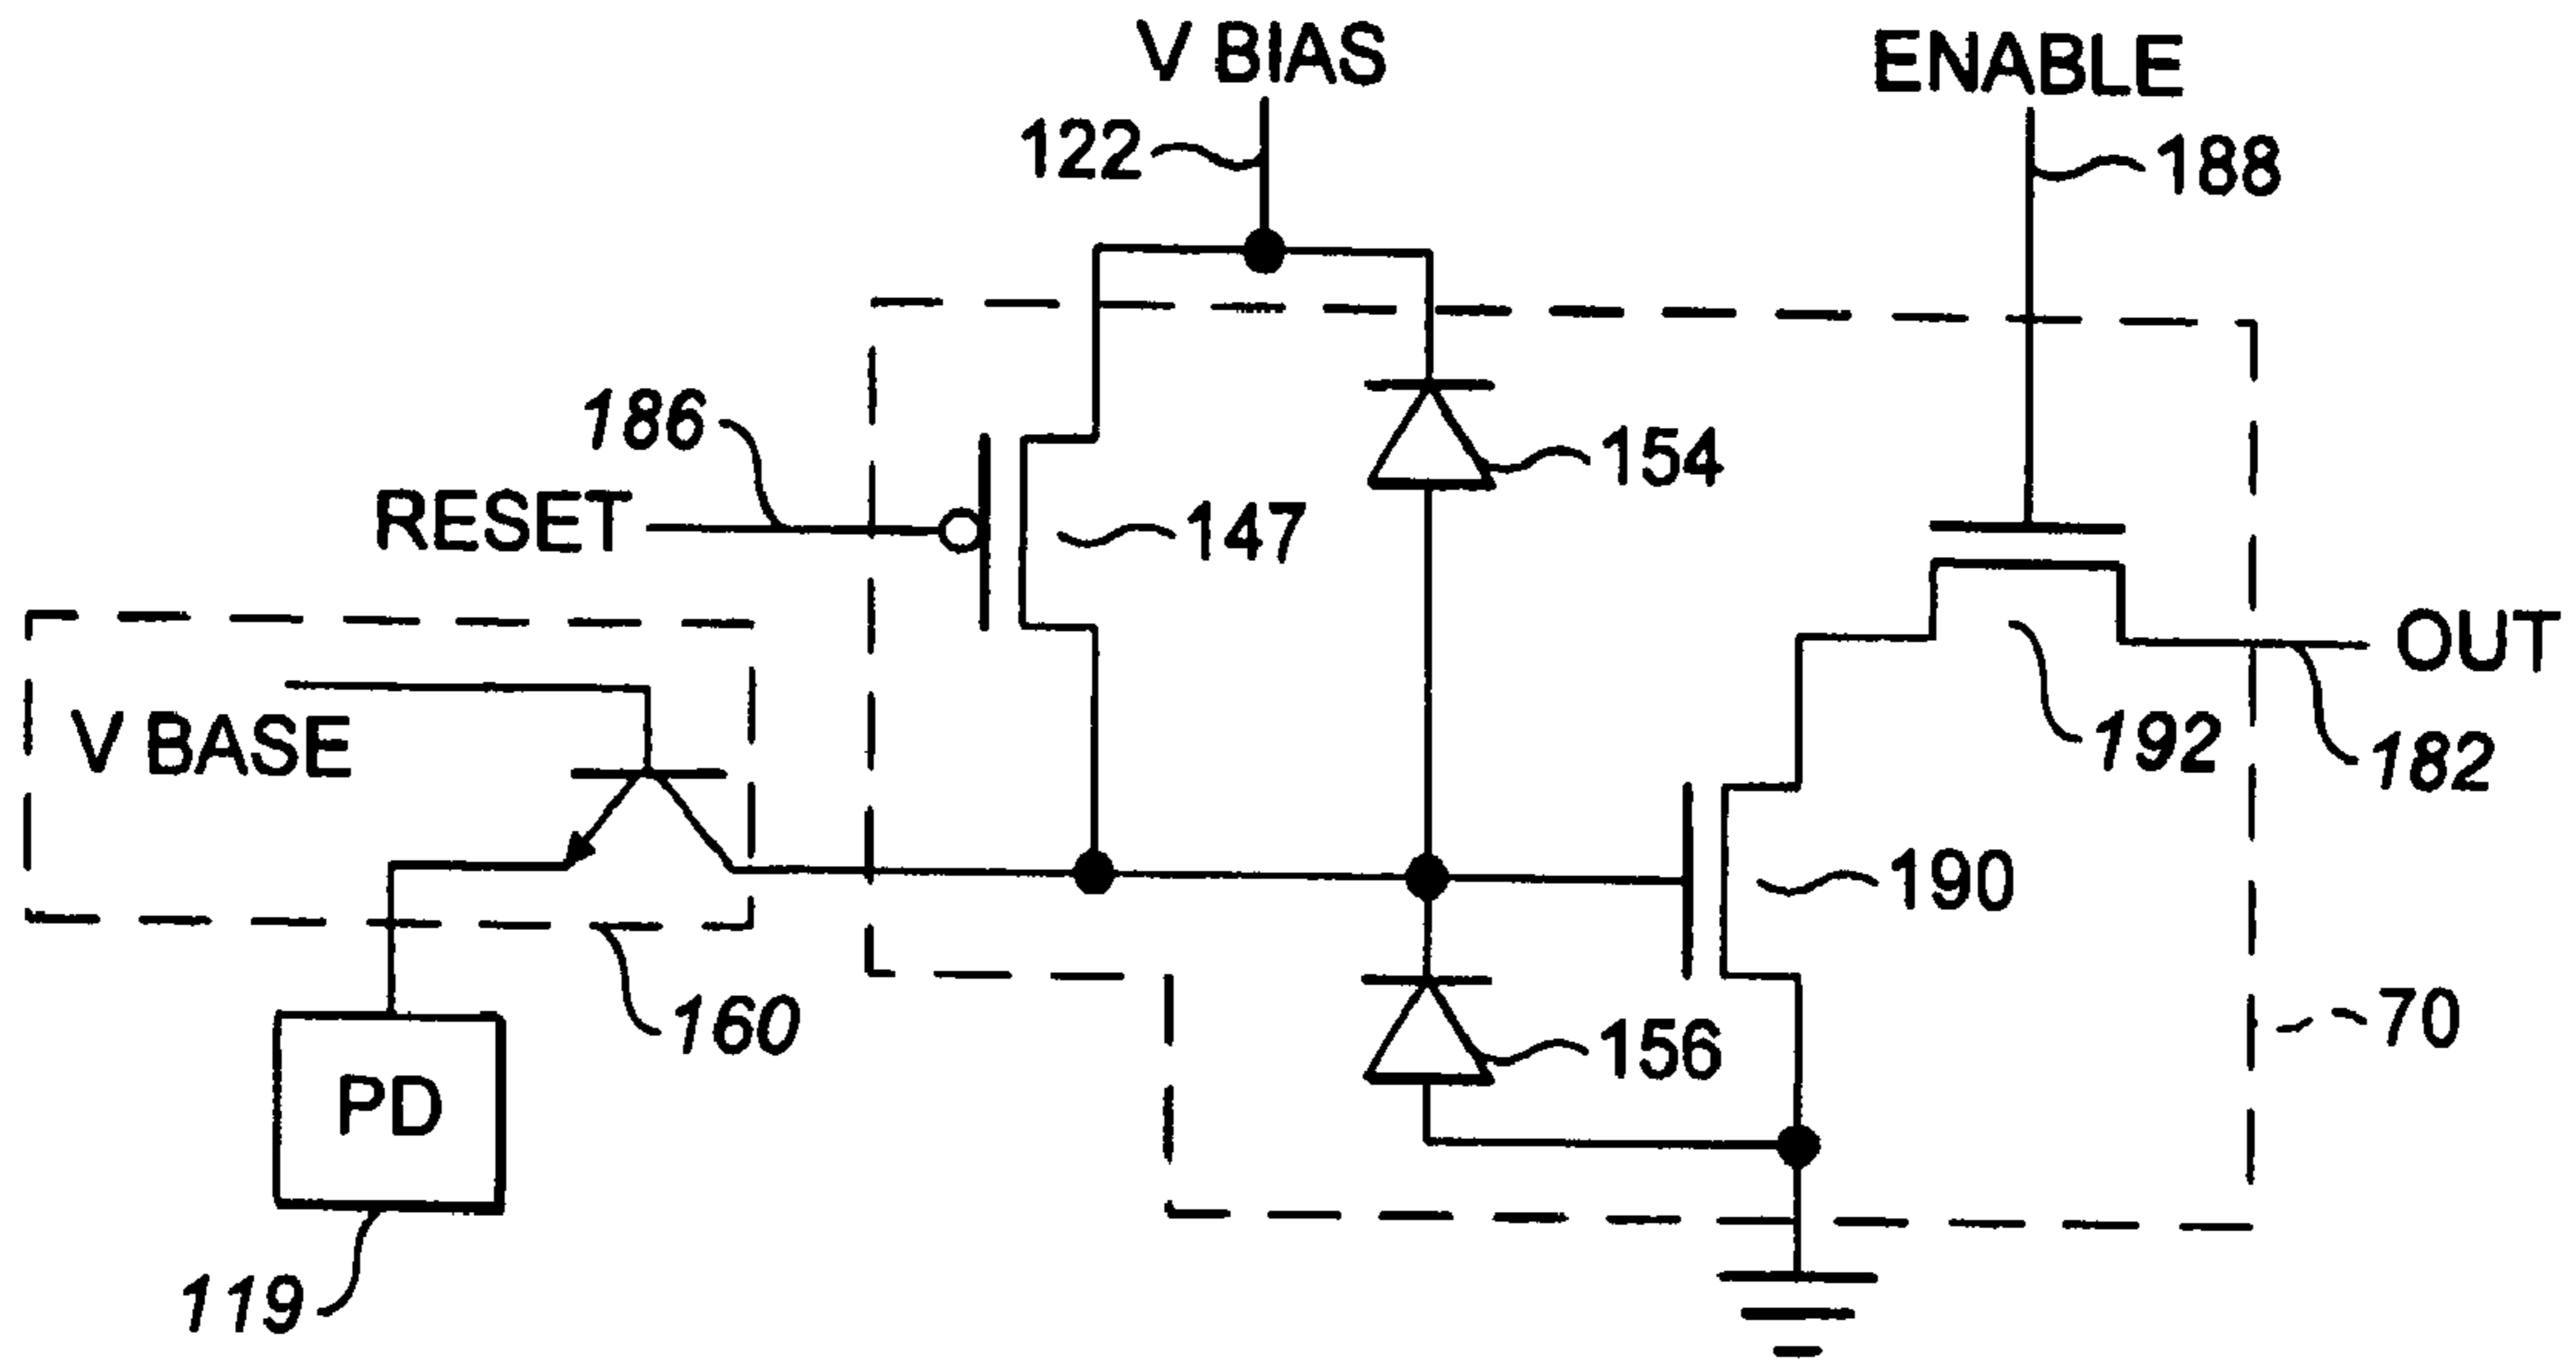 V BIAS
ENABLE
122
188
186
154
RESET
147
OUT
V BASE
192
182
190
160
156
70
PD
119